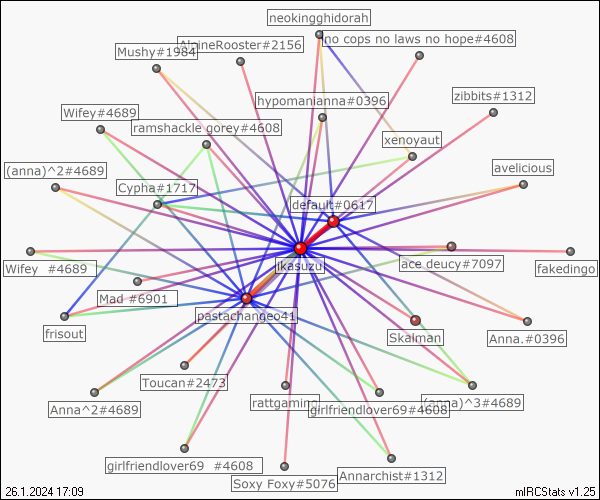 neokingghidorah
no cops no laws no hope#4608
AlpineRooster#2156
Mushy#1984
zibbits#1312
hypomanianna#0396
Wifey#4689
ramshackle gorey#4608
xenoyaut
(anna)^2#4689
avelicious
Cypha#1717
default#0617
ikasuzu
Wifey #4689
ace deucy#7097
fakedingo
Mad #6901
pastachangeo41
frisout
Skalman
Anna.#0396
Toucan#2473
rattgaming
girlfriendlover69#4608
(anna)^3#4689
Anna^2#4689
girlfriendlover69 #4608
Annarchist#1312
Soxy Foxy#5076
26.1.2024 17:09
mIRCStats v1.25